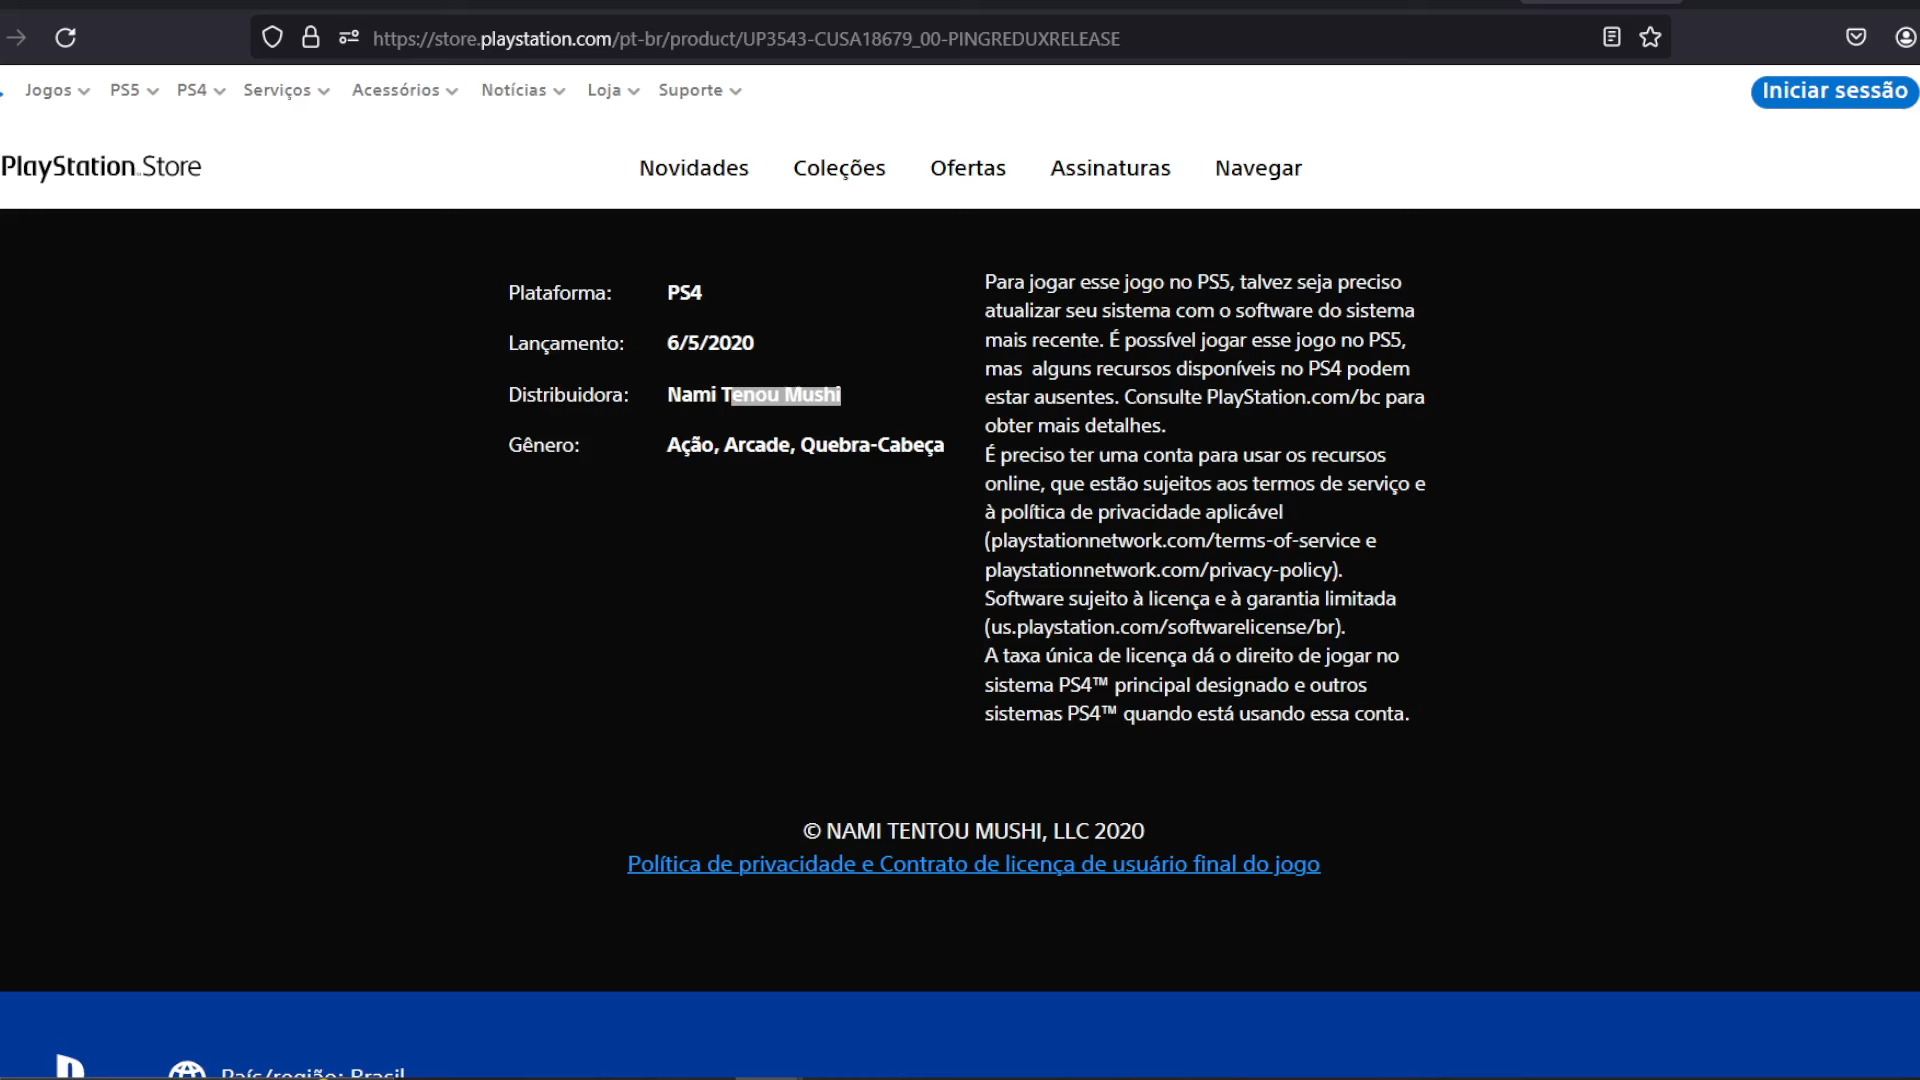 https://store.playstation.com/pt-br/product/UP3543-CUSA18679_00-PINGREDUXRELEASE
Jogos PS5 PS4 Serviços Acessórios Notícias Loja Suporte
Iniciar sessão
PlayStation Store
Novidades Coleções Ofertas Assinaturas Navegar
Plataforma: PS4
Lançamento: 6/5/2020
Distribuidora: Nami Tenou Mushi
Gênero: Ação, Arcade, Quebra-Cabeça
Para jogar esse jogo no PS5, talvez seja preciso
atualizar seu sistema com o software do sistema
mais recente. É possível jogar esse jogo no PS5,
mas alguns recursos disponíveis no PS4 podem
estar ausentes. Consulte PlayStation.com/bc para
obter mais detalhes.
É preciso ter uma conta para usar os recursos
online, que estão sujeitos aos termos de serviço e
à política de privacidade aplicável
(playstationnetwork.com/terms-of-service e
playstationnetwork.com/privacy-policy).
Software sujeito à licença e à garantia limitada
(us.playstation.com/softwarelicense/br).
A taxa única de licença dá o direito de jogar no
sistema PS4™ principal designado e outros
sistemas PS4™ quando está usando essa conta.
© NAMI TENTOU MUSHI, LLC 2020
Política de privacidade e Contrato de licença de usuário final do jogo
País/região: Brasil